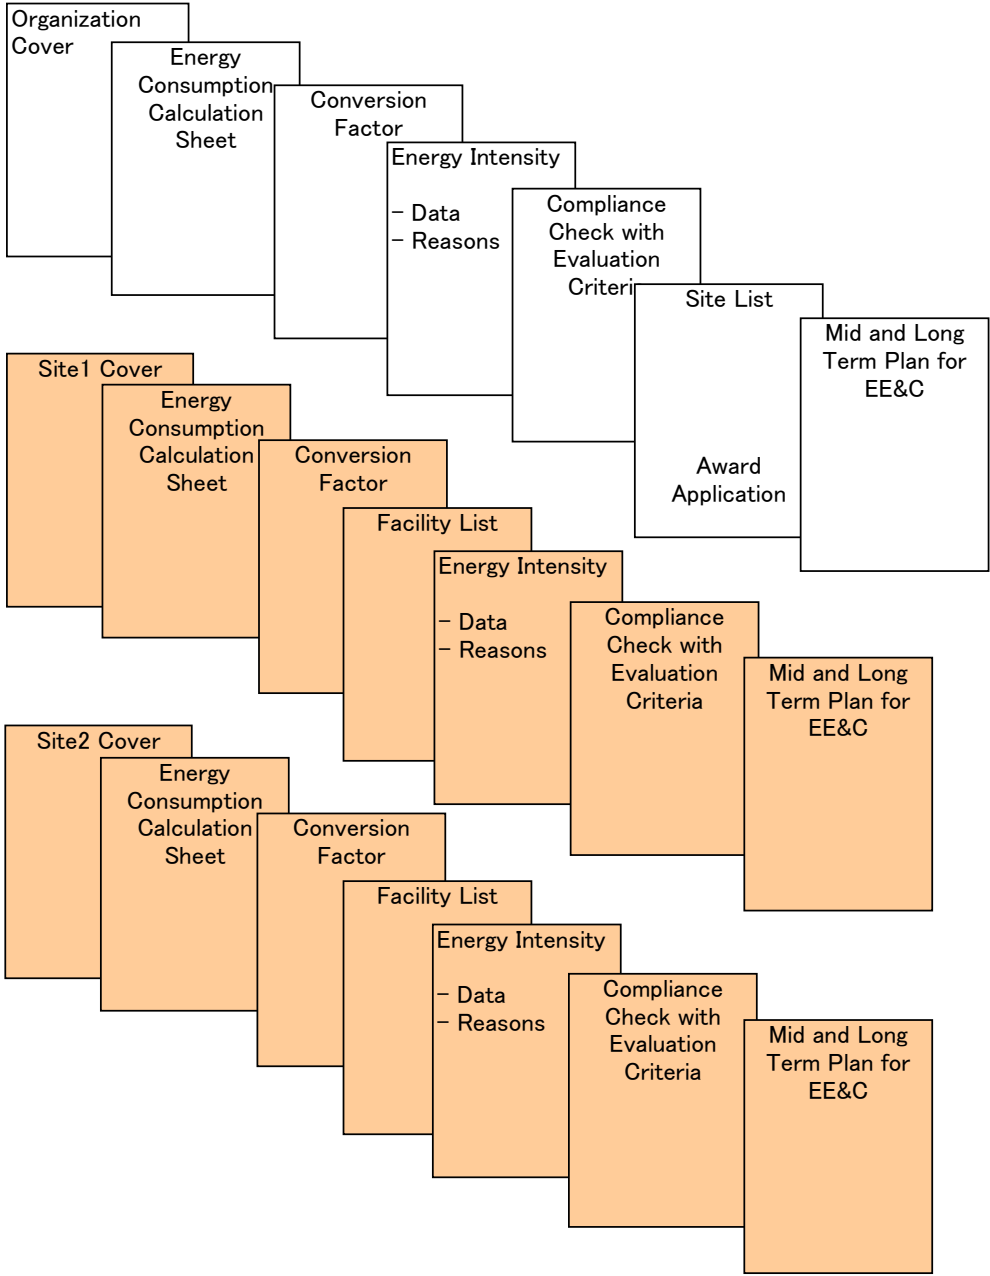 Organization
Cover
Energy
Consumption
Calculation
Sheet
Conversion
Factor
Energy Intensity
- Data
- Reasons
Compliance
Check with
Evaluation
Criteri
Site List
Award
Application
Mid and Long
Term Plan for
EE&C
Site1 Cover
Energy
Consumption
Calculation
Sheet
Conversion
Factor
Facility List
Energy Intensity
- Data
- Reasons
Compliance
Check with
Evaluation
Criteria
Mid and Long
Term Plan for
EE&C
Site2 Cover
Energy
Consumption
Calculation
Sheet
Conversion
Factor
Facility List
Energy Intensity
- Data
- Reasons
Compliance
Check with
Evaluation
Criteria
Mid and Long
Term Plan for
EE&C